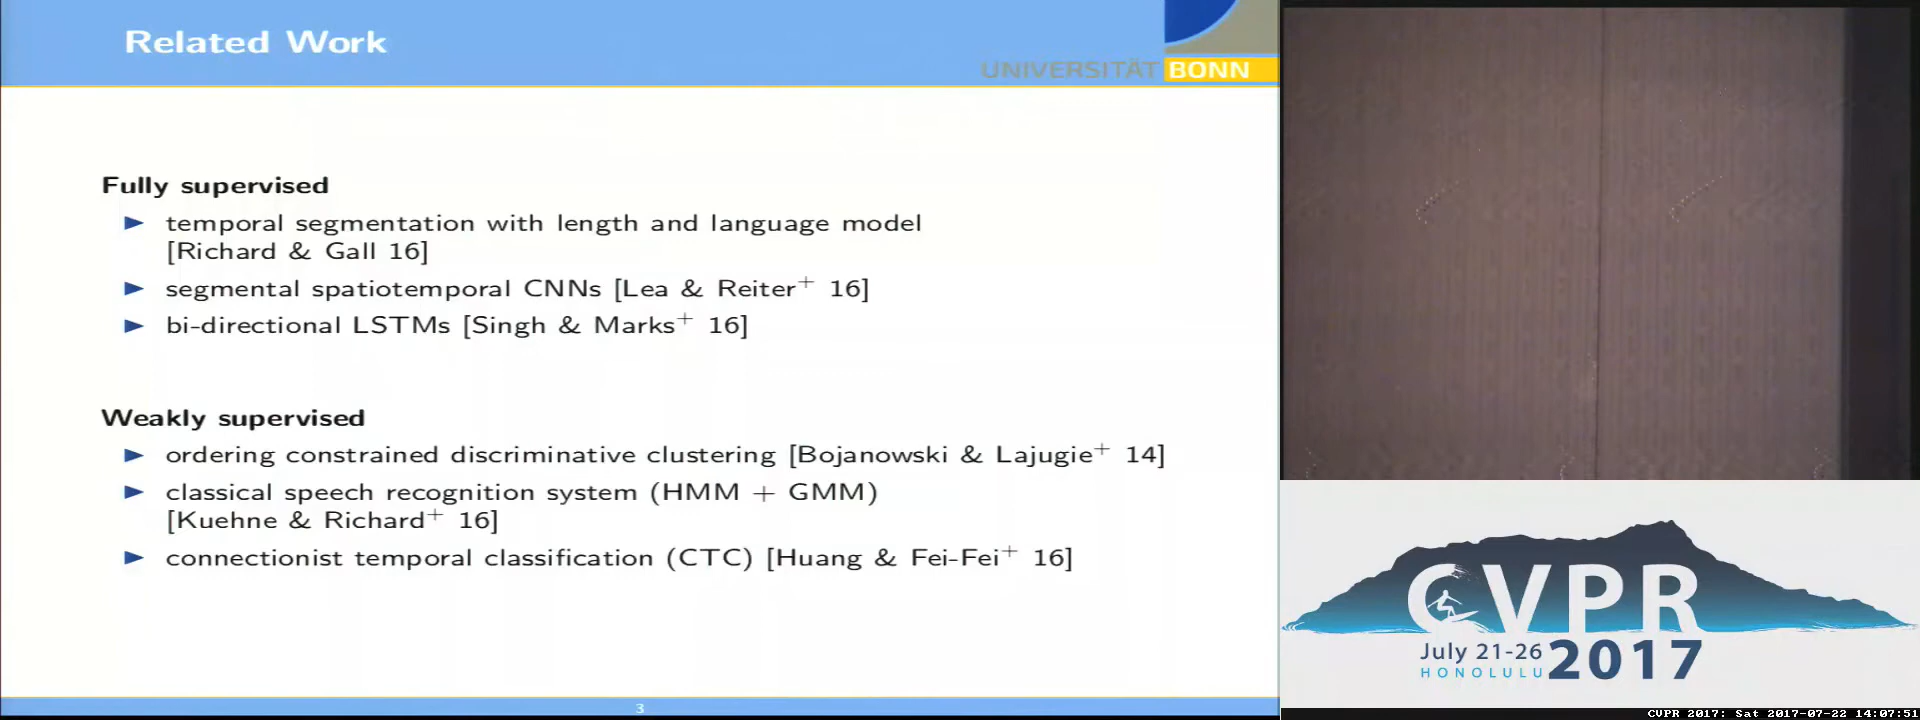 Related Work
UNIVERSITÄT BONN
Fully supervised
► temporal segmentation with length and language model
[Richard & Gall 16]
► segmental spatiotemporal CNNs [Lea & Reiter+ 16]
► bi-directional LSTMs [Singh & Marks+ 16]
Weakly supervised
► ordering constrained discriminative clustering [Bojanowski & Lajugie+ 14]
► classical speech recognition system (HMM + GMM)
[Kuehne & Richard+ 16]
► connectionist temporal classification (CTC) [Huang & Fei-Fei+ 16]
3
CVPR
July 21-26
HONOLULU
2017
CVPR 2017: Sat 2017-07-22 14:07:51